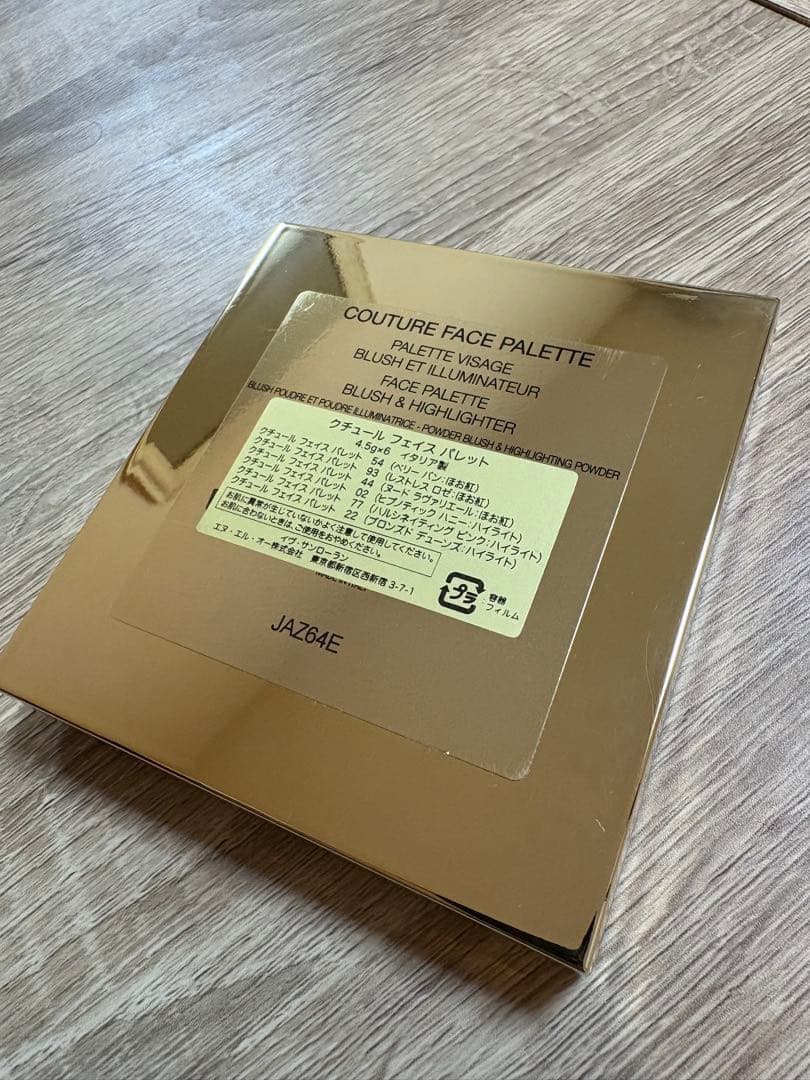 COUTURE FACE PALETTE
PALETTE VISAGE
BLUSH ET ILLUMINATEUR
FACE PALETTE
BLUSH & HIGHLIGHTER
BLUSH POUDRE ET POUDRE ILLUMINATRICE - POWDER BLUSH & HIGHLIGHTING POWDER
クチュール フェイス パレット
4.5g×6 イタリア製
クチュール フェイス パレット 54 (ベリー バン:ほお紅)
クチュール フェイス パレット 93 (レストレス ロゼ:ほお紅)
クチュール フェイス パレット 44 (ヌード ラヴァリエール:ほお紅)
クチュール フェイス パレット 02 (ヒプノティック ハニー:ハイライト)
クチュール フェイス パレット 77 (ハルシネイティング ピンク:ハイライト)
クチュール フェイス パレット 22 (ブロンズド デューンズ:ハイライト)
お肌に異常が生じていないかよく注意して使用してください。
お肌に合わないときは、ご使用をおやめください。
イヴ・サンローラン
エヌ・エル・オー株式会社 東京都新宿区西新宿 3-7-1
プラ
容器
フィルム
MADE IN ITALY
JAZ64E